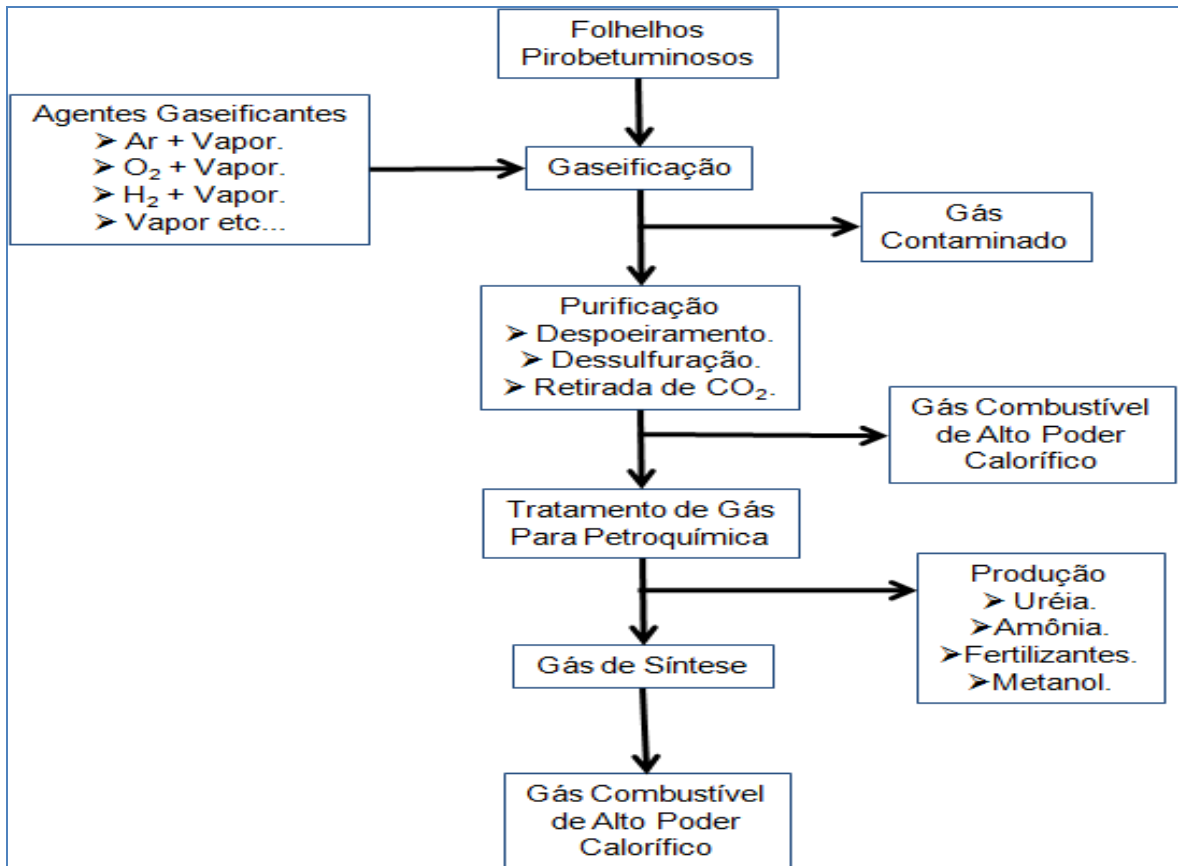 Folhelhos
Pirobetuminosos
Agentes Gaseificantes
➢ Ar + Vapor.
➢ O₂ + Vapor.
➢ H₂ + Vapor.
➢ Vapor etc...
Gaseificação
Gás
Contaminado
Purificação
➢ Despoeiramento.
➢ Dessulfuração.
➢ Retirada de CO₂.
Gás Combustível
de Alto Poder
Calorífico
Tratamento de Gás
Para Petroquímica
Produção
➢ Uréia.
➢Amônia.
➢Fertilizantes.
➢Metanol.
Gás de Síntese
Gás Combustível
de Alto Poder
Calorífico